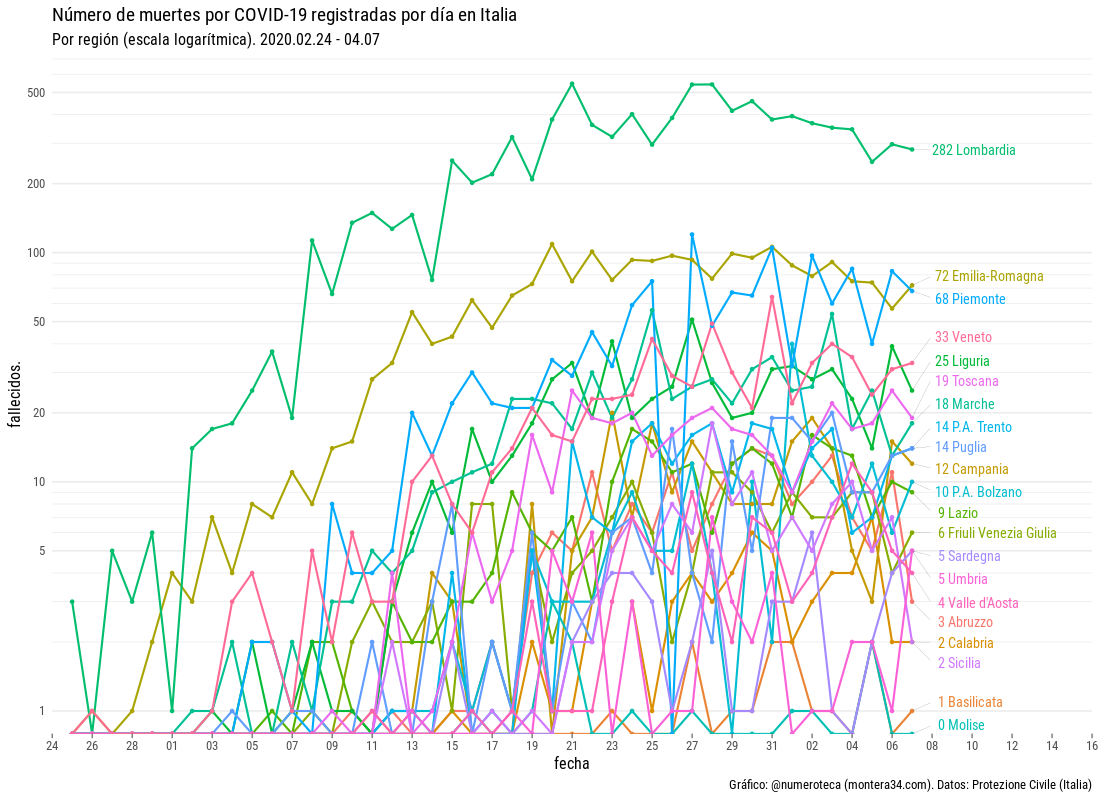 Número de muertes por COVID-19 registradas por día en Italia
Por región (escala logarítmica). 2020.02.24 - 04.07
fallecidos.
500
200
100
50
20
10
5
1
282 Lombardia
72 Emilia-Romagna
68 Piemonte
33 Veneto
25 Liguria
19 Toscana
18 Marche
14 P.A. Trento
14 Puglia
12 Campania
10 P.A. Bolzano
9 Lazio
6 Friuli Venezia Giulia
5 Sardegna
5 Umbria
4 Valle d'Aosta
3 Abruzzo
2 Calabria
2 Sicilia
1 Basilicata
0 Molise
24 26 28 01 03 05 07 09 11 13 15 17 19 21 23 25 27 29 31 02 04 06 08 10 12 14 16
fecha
Gráfico: @numeroteca (montera34.com). Datos: Protezione Civile (Italia)